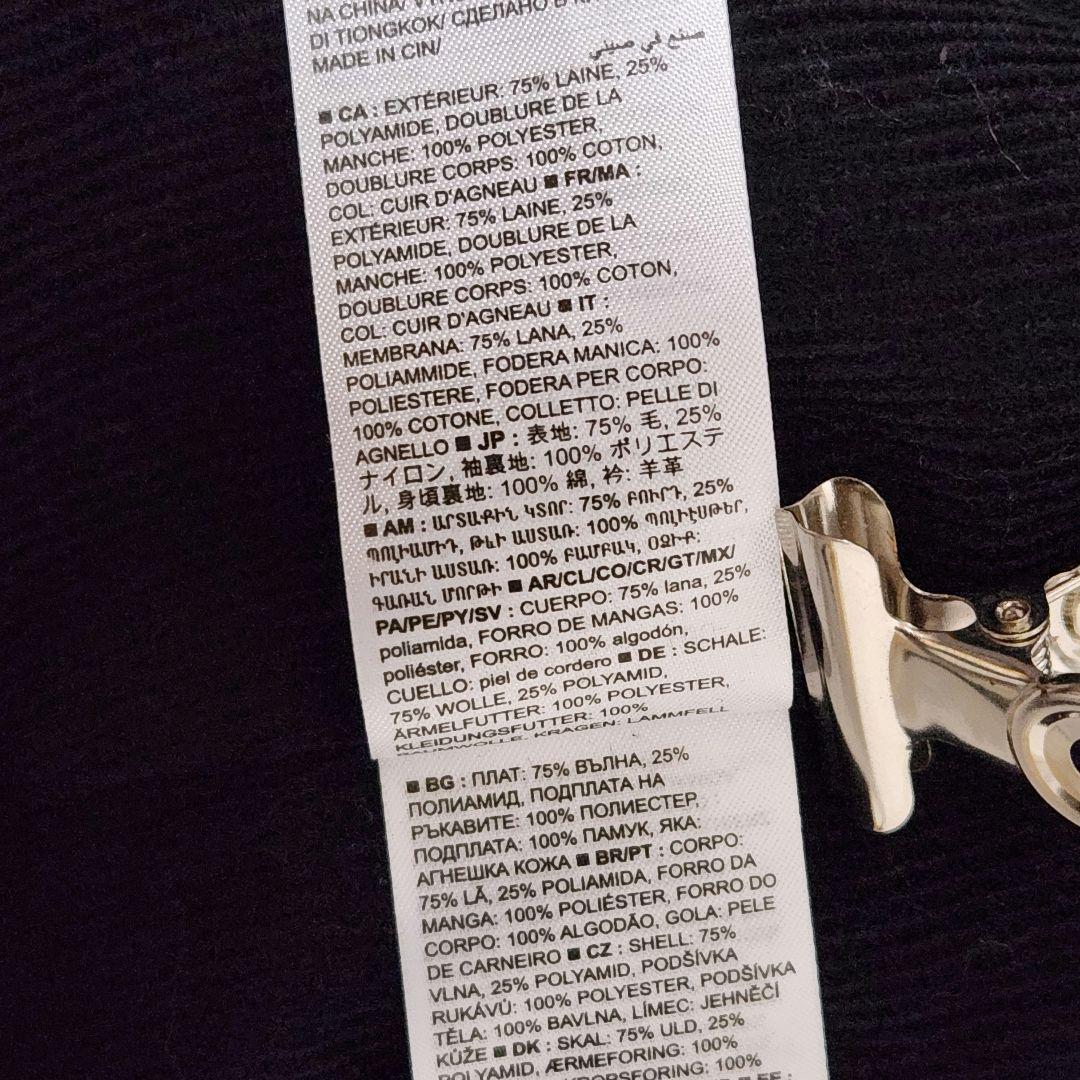 NA CHINA/
DI TIONGKOK/ СДЕЛАНО В
MADE IN CIN/
صنع في صيني
■ CA : EXTÉRIEUR: 75% LAINE, 25%
POLYAMIDE, DOUBLURE DE LA
MANCHE: 100% POLYESTER,
DOUBLURE CORPS: 100% COTON,
COL: CUIR D'AGNEAU ■ FR/MA :
EXTÉRIEUR: 75% LAINE, 25%
POLYAMIDE, DOUBLURE DE LA
MANCHE: 100% POLYESTER,
DOUBLURE CORPS: 100% COTON,
COL: CUIR D'AGNEAU ■ IT :
MEMBRANA: 75% LANA, 25%
POLIAMMIDE, FODERA MANICA: 100%
POLIESTERE, FODERA PER CORPO:
100% COTONE, COLLETTO: PELLE DI
AGNELLO ■ JP : 表地: 75% 毛, 25%
ナイロン, 袖裏地: 100% ポリエステ
ル, 身頃裏地: 100% 綿, 衿: 羊革
■ AM : ԱՐՏԱՔԻՆ ԿՏՈՐ: 75% ԲՈՒՐԴ, 25%
ՊՈԼԻԱՄԻԴ, ԹԵՒ ԱՍՏԱՌ: 100% ՊՈԼԻԷՍԹԵՐ,
ԻՐԱՆԻ ԱՍՏԱՌ: 100% ԲԱՄԲԱԿ, ՕՁԻՔ:
ԳԱՌԱՆ ՄՈՐԹԻ ■ AR/CL/CO/CR/GT/MX/
PA/PE/PY/SV : CUERPO: 75% lana, 25%
poliamida, FORRO DE MANGAS: 100%
poliéster, FORRO: 100% algodón,
CUELLO: piel de cordero ■ DE : SCHALE:
75% WOLLE, 25% POLYAMID,
ÄRMELFUTTER: 100% POLYESTER,
KLEIDUNGSFUTTER: 100%
BAUMWOLLE, KRAGEN: LAMMFELL
■ BG : ПЛАТ: 75% ВЪЛНА, 25%
ПОЛИАМИД, ПОДПЛАТА НА
РЪКАВИТЕ: 100% ПОЛИЕСТЕР,
ПОДПЛАТА: 100% ПАМУК, ЯКА:
АГНЕШКА КОЖА ■ BR/PT : CORPO:
75% LÃ, 25% POLIAMIDA, FORRO DA
MANGA: 100% POLIÉSTER, FORRO DO
CORPO: 100% ALGODÃO, GOLA: PELE
DE CARNEIRO ■ CZ : SHELL: 75%
VLNA, 25% POLYAMID, PODŠÍVKA
RUKÁVŮ: 100% POLYESTER, PODŠÍVKA
TĚLA: 100% BAVLNA, LÍMEC: JEHNĚČÍ
KŮŽE ■ DK : SKAL: 75% ULD, 25%
POLYAMID, ÆRMEFORING: 100%
100%